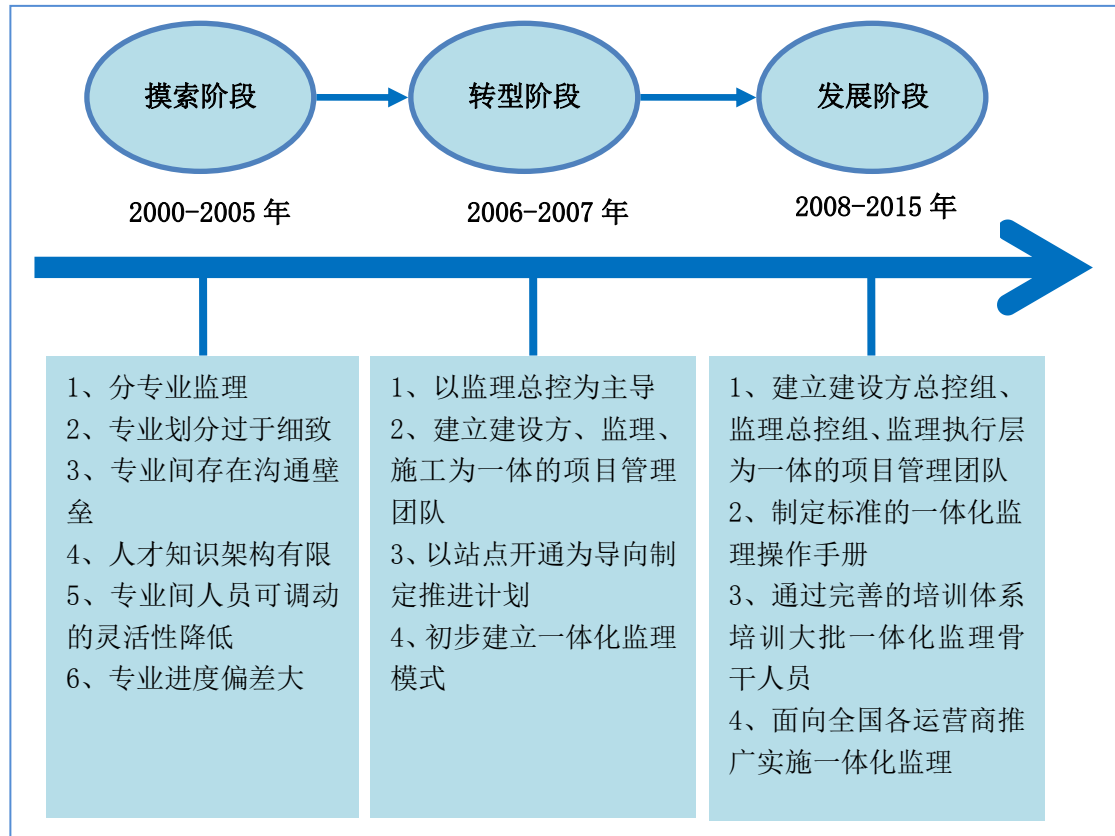 摸索阶段
转型阶段
发展阶段
2000-2005 年
2006-2007 年
2008-2015 年
1、分专业监理
2、专业划分过于细致
3、专业间存在沟通壁
垒
4、人才知识架构有限
5、专业间人员可调动
的灵活性降低
6、专业进度偏差大
1、以监理总控为主导
2、建立建设方、监理、
施工为一体的项目管理
团队
3、以站点开通为导向制
定推进计划
4、初步建立一体化监理
模式
1、建立建设方总控组、
监理总控组、监理执行层
为一体的项目管理团队
2、制定标准的一体化监
理操作手册
3、通过完善的培训体系
培训大批一体化监理骨
干人员
4、面向全国各运营商推
广实施一体化监理